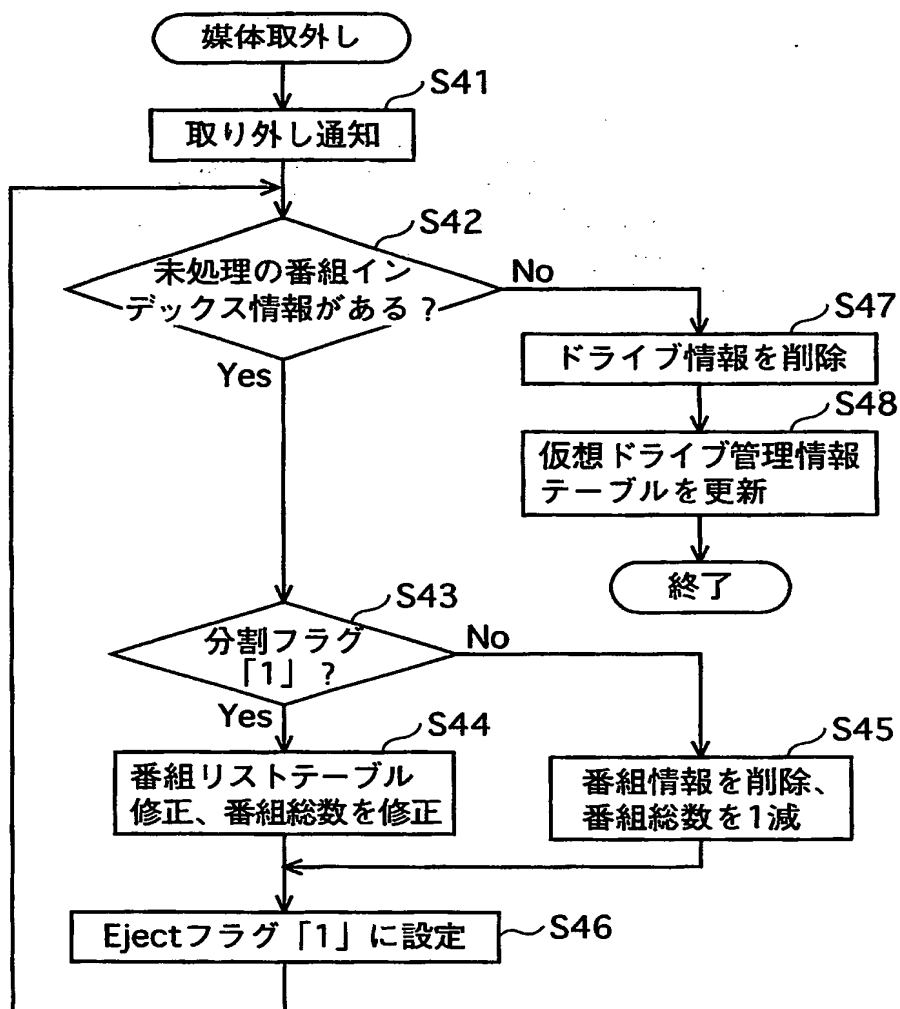 媒体取外し
S41
取り外し通知
S42
未処理の番組イン
デックス情報がある？
No
Yes
S47
ドライブ情報を削除
S48
仮想ドライブ管理情報
テーブルを更新
終了
S43
分割フラグ
「1」？
No
Yes
S44
番組リストテーブル
修正、番組総数を修正
S45
番組情報を削除、
番組総数を1減
Ejectフラグ「1」に設定
S46